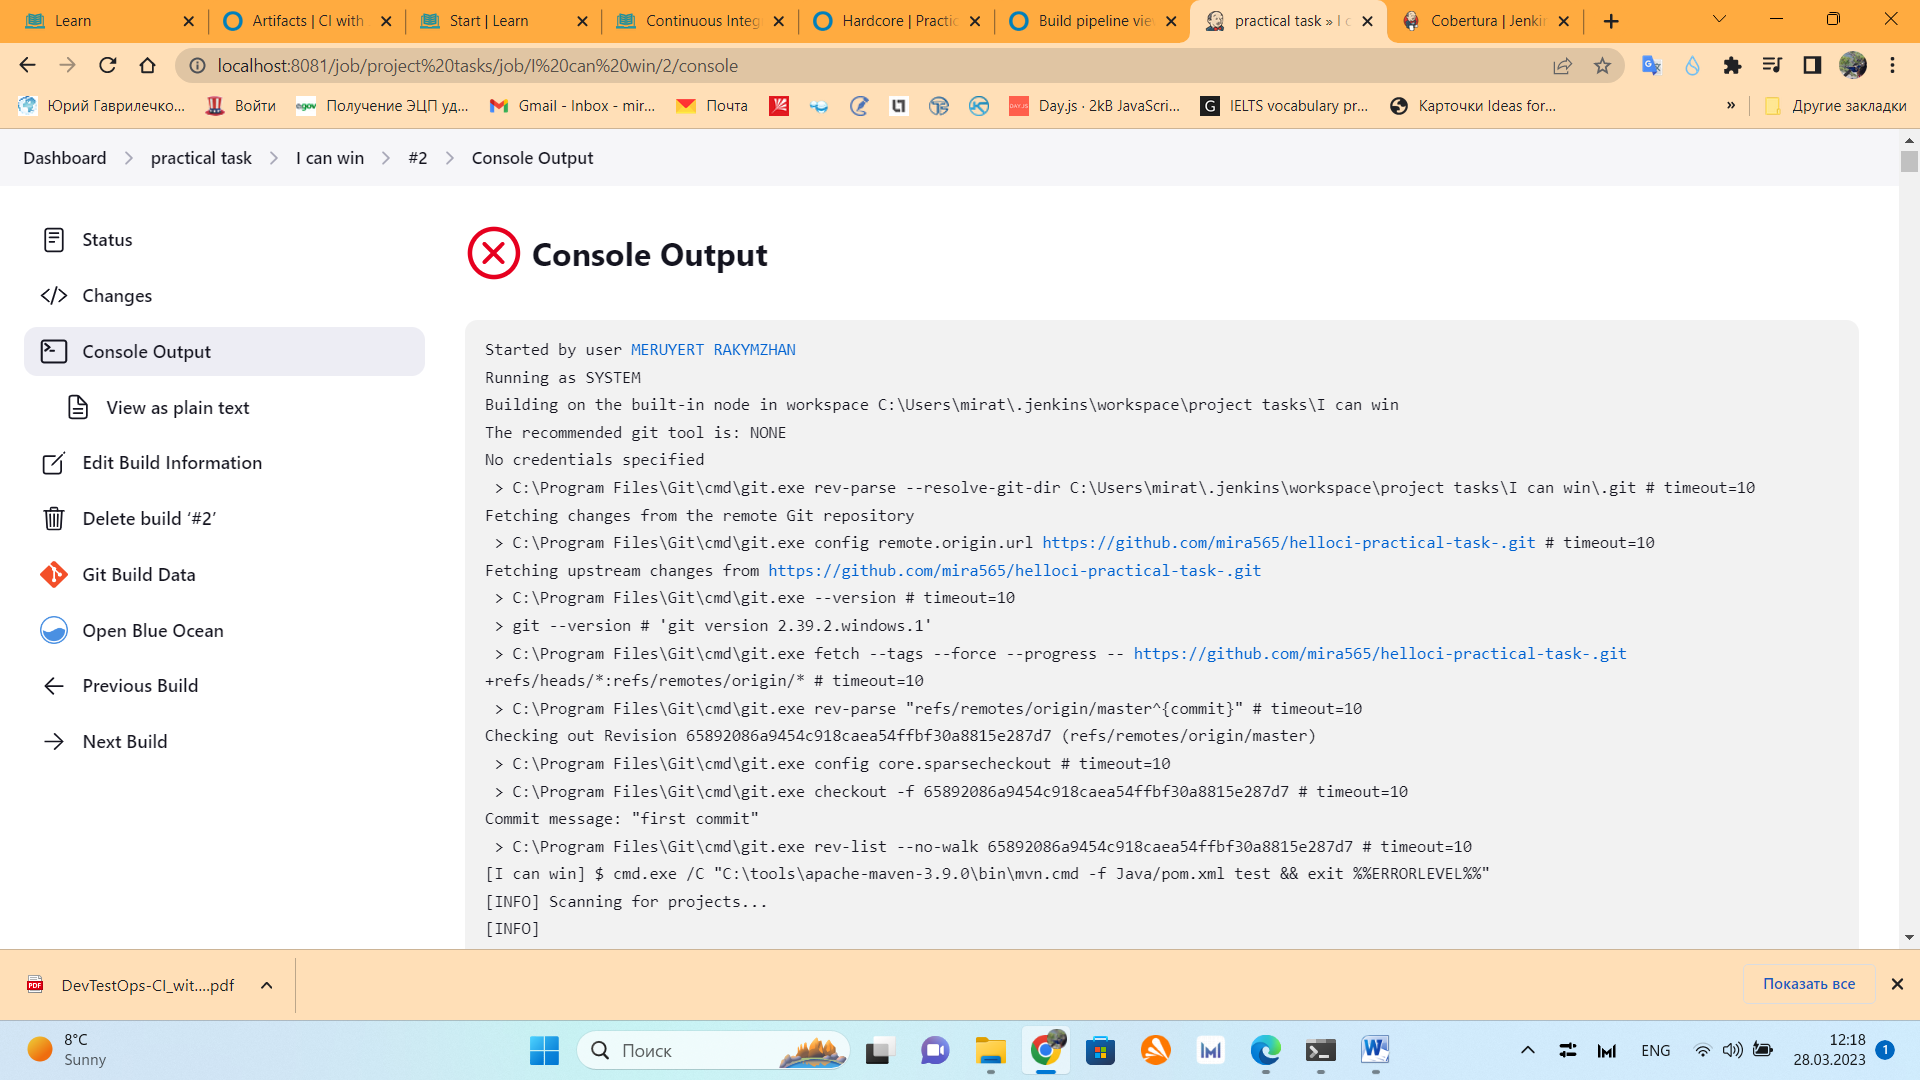 Learn
Artifacts | CI with
Start | Learn
Continuous Integ
Hardcore | Practic
Build pipeline vie
practical task » I c
Cobertura | Jenki
localhost:8081/job/project%20tasks/job/I%20can%20win/2/console
Юрий Гаврилечко...
Войти
Получение ЭЦП уд...
Gmail - Inbox - mir...
Почта
Day.js · 2kB JavaScri...
IELTS vocabulary pr...
Карточки Ideas for...
»
Другие закладки
Dashboard
practical task
I can win
#2
Console Output
Status
Changes
Console Output
View as plain text
Edit Build Information
Delete build ‘#2’
Git Build Data
Open Blue Ocean
Previous Build
Next Build
Console Output
Started by user MERUYERT RAKYMZHAN
Running as SYSTEM
Building on the built-in node in workspace C:\Users\mirat\.jenkins\workspace\project tasks\I can win
The recommended git tool is: NONE
No credentials specified
> C:\Program Files\Git\cmd\git.exe rev-parse --resolve-git-dir C:\Users\mirat\.jenkins\workspace\project tasks\I can win\.git # timeout=10
Fetching changes from the remote Git repository
> C:\Program Files\Git\cmd\git.exe config remote.origin.url https://github.com/mira565/helloci-practical-task-.git # timeout=10
Fetching upstream changes from https://github.com/mira565/helloci-practical-task-.git
> C:\Program Files\Git\cmd\git.exe --version # timeout=10
> git --version # 'git version 2.39.2.windows.1'
> C:\Program Files\Git\cmd\git.exe fetch --tags --force --progress -- https://github.com/mira565/helloci-practical-task-.git
+refs/heads/*:refs/remotes/origin/* # timeout=10
> C:\Program Files\Git\cmd\git.exe rev-parse "refs/remotes/origin/master^{commit}" # timeout=10
Checking out Revision 65892086a9454c918caea54ffbf30a8815e287d7 (refs/remotes/origin/master)
> C:\Program Files\Git\cmd\git.exe config core.sparsecheckout # timeout=10
> C:\Program Files\Git\cmd\git.exe checkout -f 65892086a9454c918caea54ffbf30a8815e287d7 # timeout=10
Commit message: "first commit"
> C:\Program Files\Git\cmd\git.exe rev-list --no-walk 65892086a9454c918caea54ffbf30a8815e287d7 # timeout=10
[I can win] $ cmd.exe /C "C:\tools\apache-maven-3.9.0\bin\mvn.cmd -f Java/pom.xml test && exit %%ERRORLEVEL%%"
[INFO] Scanning for projects...
[INFO]
DevTestOps-CI_wit....pdf
Показать все
8°C
Sunny
Поиск
ENG
12:18
28.03.2023
1